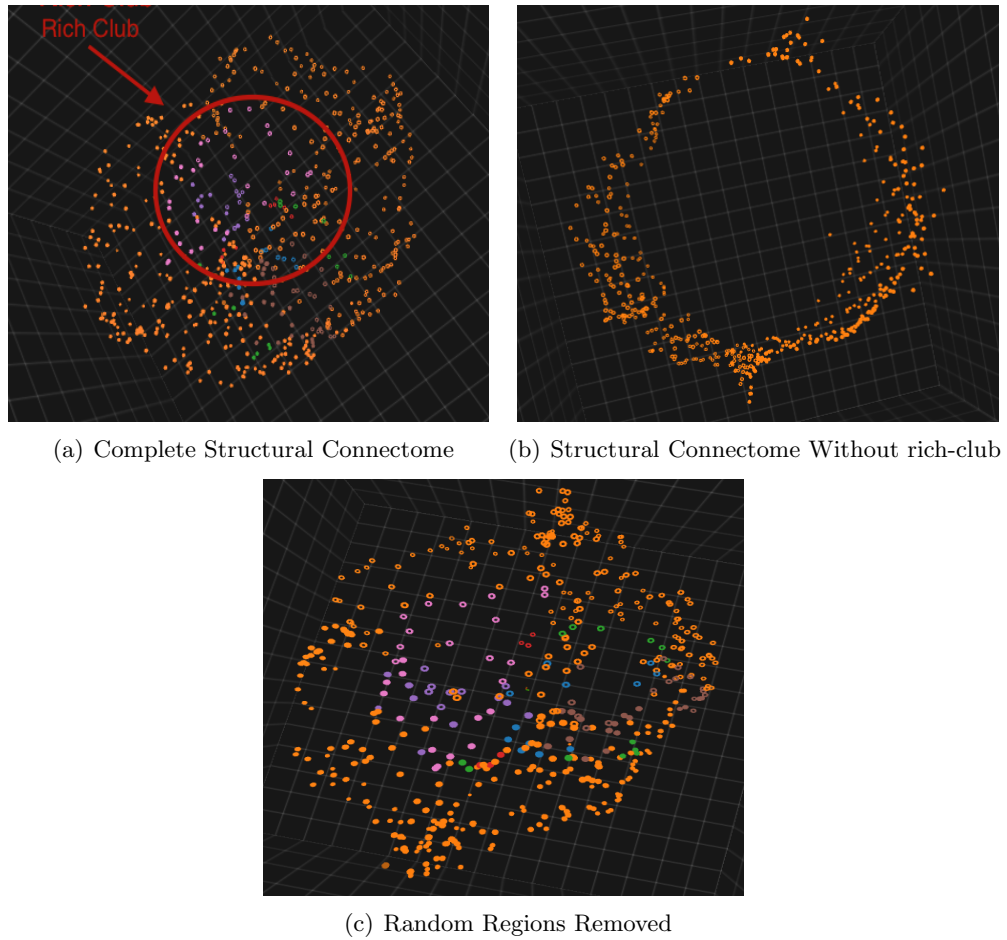 Rich Club
(a) Complete Structural Connectome
(b) Structural Connectome Without rich-club
(c) Random Regions Removed